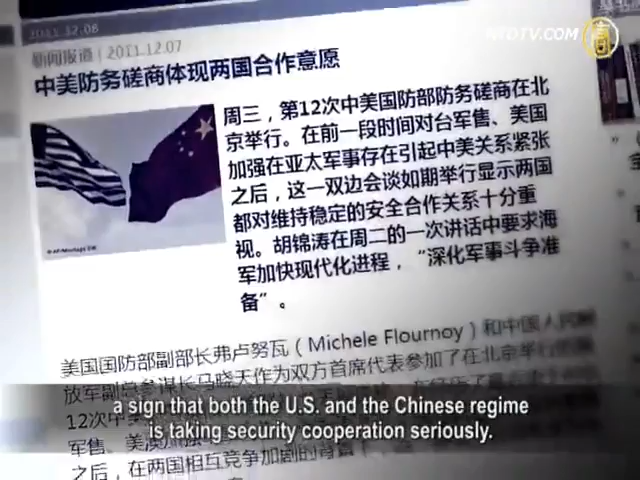 2011.12.08
NTDTV.COM
新闻报道 | 2011.12.07
中美防务磋商体现两国合作意愿
周三，第12次中美国防部防务磋商在北
京举行。在前一段时间对台军售、美国
加强在亚太军事存在引起中美关系紧张
之后，这一双边会谈如期举行显示两国
都对维持稳定的安全合作关系十分重
视。胡锦涛在周二的一次讲话中要求海
军加快现代化进程，“深化军事斗争准
备”。
美国国防部副部长弗卢努瓦（Michele Flournoy）和中国人民解
放军副总参谋长马晓天作为双方首席代表参加了在北京举行的第
12次中美
a sign that both the U.S. and the Chinese regime
军售、美
is taking security cooperation seriously.
之后，在两国相互竞争加剧的背景